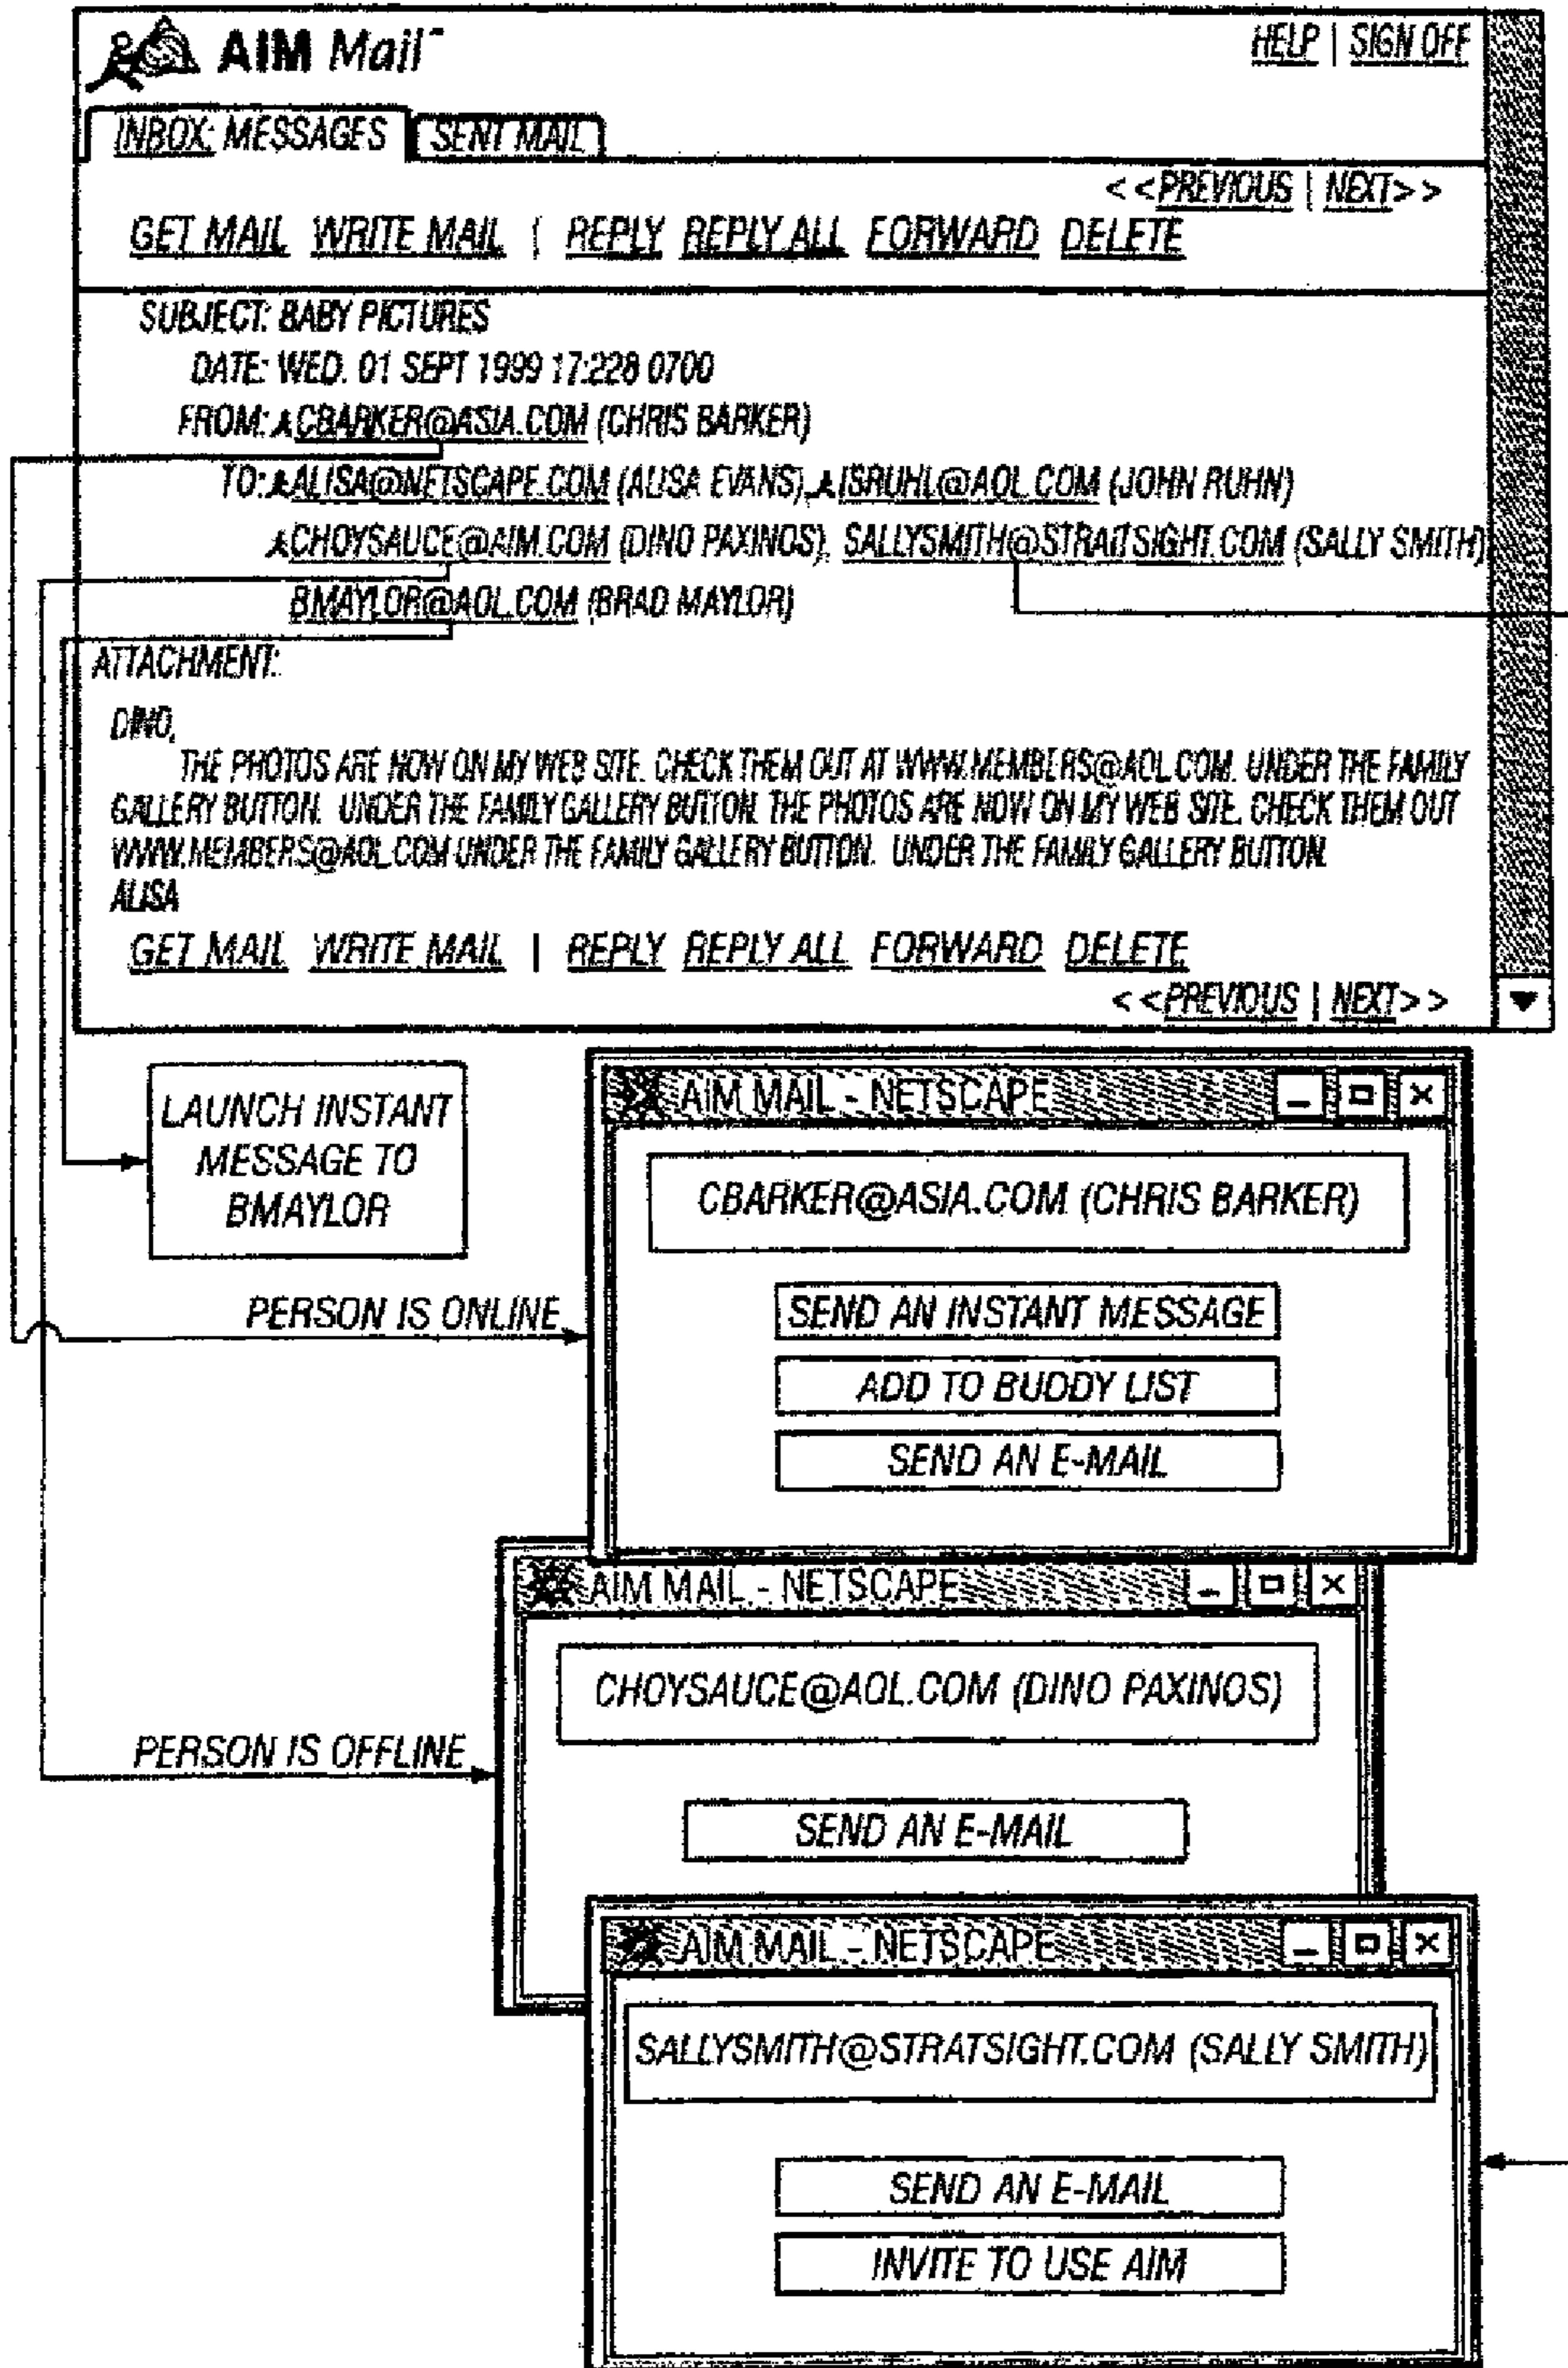 AIM Mail
HELP | SIGN OFF
INBOX: MESSAGES SENT MAIL
<<PREVIOUS | NEXT>>
GET MAIL WRITE MAIL | REPLY REPLY ALL FORWARD DELETE
SUBJECT: BABY PICTURES
DATE: WED. 01 SEPT 1999 17:228 0700
FROM: CBARKER@ASIA.COM (CHRIS BARKER)
TO: ALISA@NETSCAPE.COM (ALISA EVANS), ISRUHL@AOL.COM (JOHN RUHN)
CHOYSAUCE@AIM.COM (DINO PAXINOS), SALLYSMITH@STRAITSIGHT.COM (SALLY SMITH)
BMAYLOR@AOL.COM (BRAD MAYLOR)
ATTACHMENT:
DINO,
THE PHOTOS ARE NOW ON MY WEB SITE. CHECK THEM OUT AT WWW.MEMBERS@AOL.COM. UNDER THE FAMILY
GALLERY BUTTON. UNDER THE FAMILY GALLERY BUTTON. THE PHOTOS ARE NOW ON MY WEB SITE. CHECK THEM OUT
WWW.MEMBERS@AOL.COM UNDER THE FAMILY GALLERY BUTTON. UNDER THE FAMILY GALLERY BUTTON.
ALISA
GET MAIL WRITE MAIL | REPLY REPLY ALL FORWARD DELETE
<<PREVIOUS | NEXT>>
LAUNCH INSTANT
MESSAGE TO
BMAYLOR
AIM MAIL - NETSCAPE
CBARKER@ASIA.COM (CHRIS BARKER)
SEND AN INSTANT MESSAGE
ADD TO BUDDY LIST
SEND AN E-MAIL
PERSON IS ONLINE
AIM MAIL - NETSCAPE
CHOYSAUCE@AOL.COM (DINO PAXINOS)
SEND AN E-MAIL
PERSON IS OFFLINE
AIM MAIL - NETSCAPE
SALLYSMITH@STRATSIGHT.COM (SALLY SMITH)
SEND AN E-MAIL
INVITE TO USE AIM